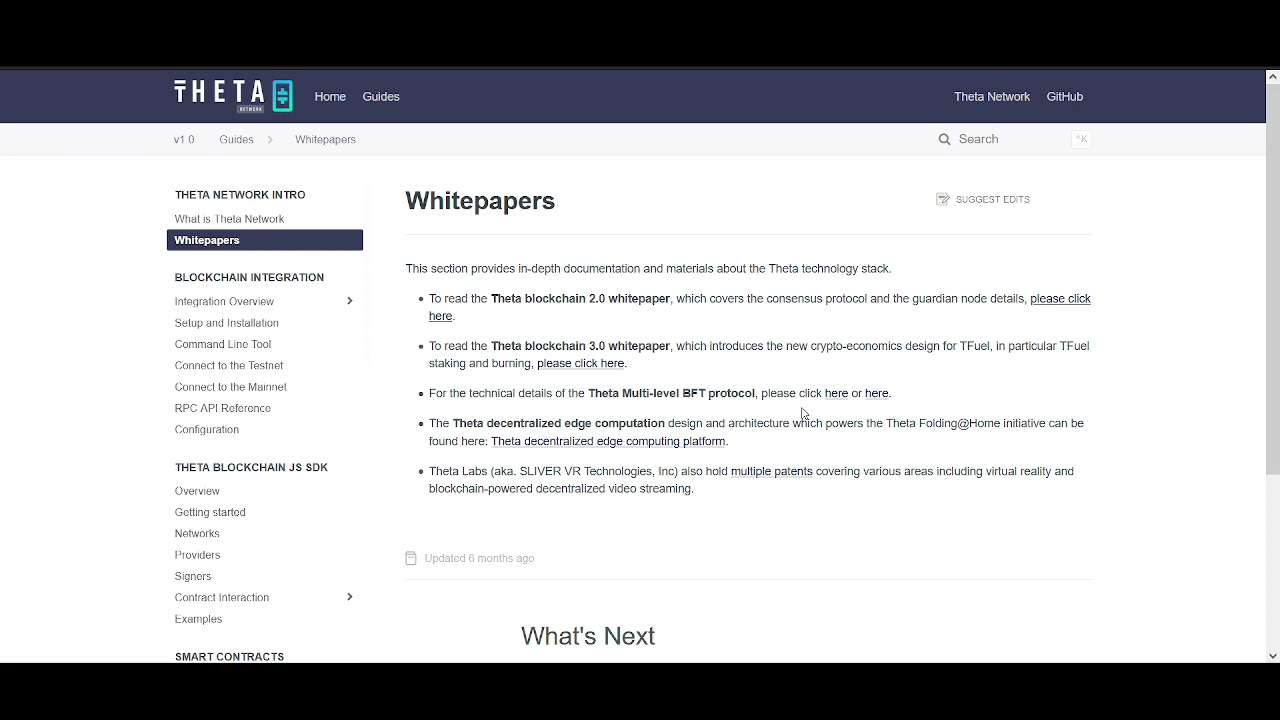 THETA
NETWORK
Home Guides Theta Network GitHub
v1.0 Guides > Whitepapers Search ^K
THETA NETWORK INTRO
What is Theta Network
Whitepapers
BLOCKCHAIN INTEGRATION
Integration Overview
Setup and Installation
Command Line Tool
Connect to the Testnet
Connect to the Mainnet
RPC API Reference
Configuration
THETA BLOCKCHAIN JS SDK
Overview
Getting started
Networks
Providers
Signers
Contract Interaction
Examples
SMART CONTRACTS
Whitepapers
SUGGEST EDITS
This section provides in-depth documentation and materials about the Theta technology stack.
• To read the Theta blockchain 2.0 whitepaper, which covers the consensus protocol and the guardian node details, please click
here.
• To read the Theta blockchain 3.0 whitepaper, which introduces the new crypto-economics design for TFuel, in particular TFuel
staking and burning, please click here.
• For the technical details of the Theta Multi-level BFT protocol, please click here or here.
• The Theta decentralized edge computation design and architecture which powers the Theta Folding@Home initiative can be
found here: Theta decentralized edge computing platform.
• Theta Labs (aka. SLIVER VR Technologies, Inc) also hold multiple patents covering various areas including virtual reality and
blockchain-powered decentralized video streaming.
Updated 6 months ago
What's Next